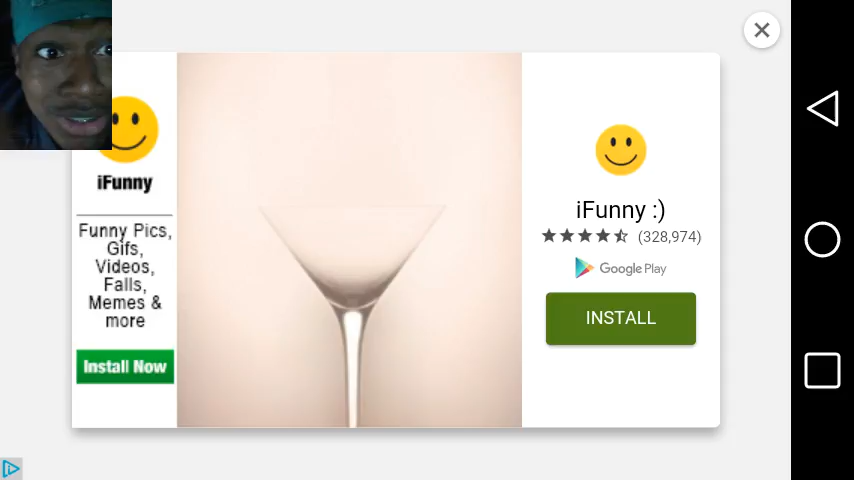 iFunny
Funny Pics,
Gifs,
Videos,
Falls,
Memes &
more
Install Now
iFunny :)
(328,974)
Google Play
INSTALL